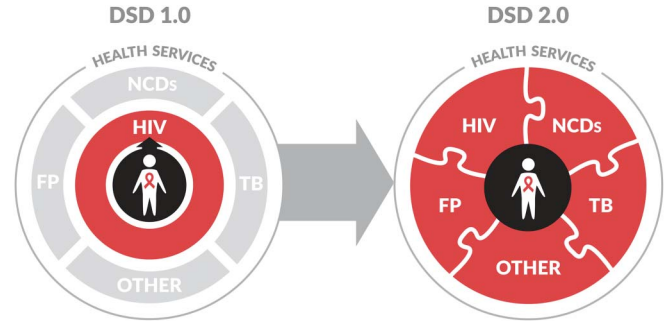 DSD 1.0
HEALTH SERVICES
NCDs
HIV
FP
TB
OTHER
DSD 2.0
HEALTH SERVICES
HIV
NCDs
FP
TB
OTHER